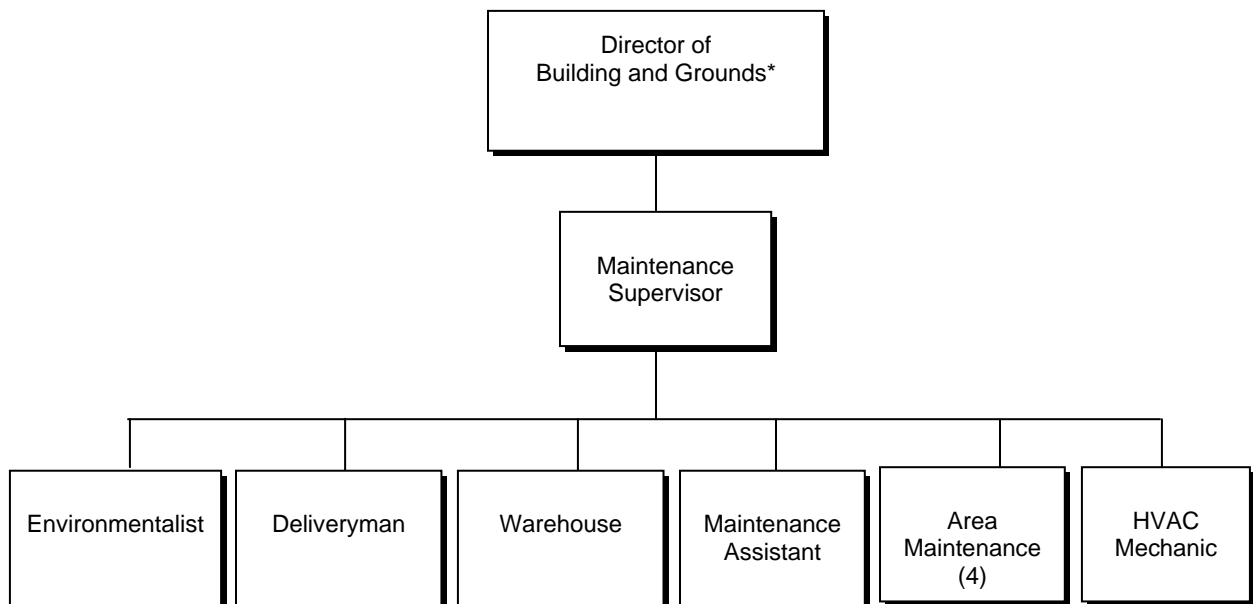 Director of
Building and Grounds*
Maintenance
Supervisor
Environmentalist
Deliveryman
Warehouse
Maintenance
Assistant
Area
Maintenance
(4)
HVAC
Mechanic